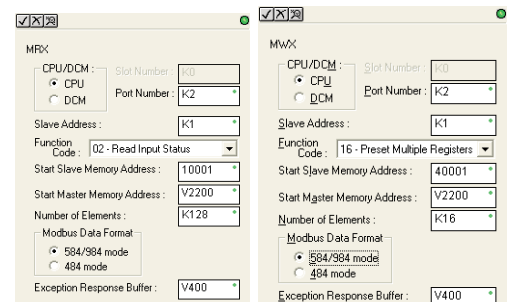 MRX
CPU/DCM :
CPU
DCM
Slot Number : K0
Port Number : K2
Slave Address : K1
Function Code : 02 - Read Input Status
Start Slave Memory Address : 10001
Start Master Memory Address : V2200
Number of Elements : K128
Modbus Data Format
584/984 mode
484 mode
Exception Response Buffer : V400
MWX
CPU/DCM :
CPU
DCM
Slot Number : K0
Port Number : K2
Slave Address : K1
Function Code : 16 - Preset Multiple Registers
Start Slave Memory Address : 40001
Start Master Memory Address : V2200
Number of Elements : K16
Modbus Data Format
584/984 mode
484 mode
Exception Response Buffer : V400